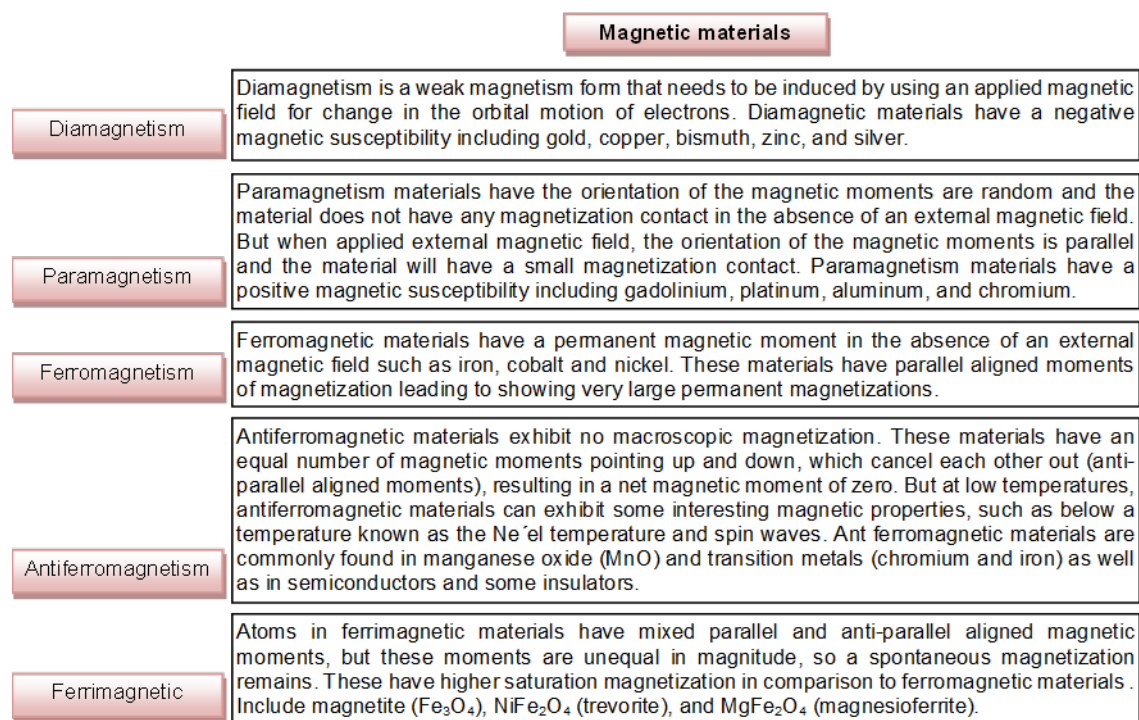 Magnetic materials
Diamagnetism
Diamagnetism is a weak magnetism form that needs to be induced by using an applied magnetic
field for change in the orbital motion of electrons. Diamagnetic materials have a negative
magnetic susceptibility including gold, copper, bismuth, zinc, and silver.
Paramagnetism
Paramagnetism materials have the orientation of the magnetic moments are random and the
material does not have any magnetization contact in the absence of an external magnetic field.
But when applied external magnetic field, the orientation of the magnetic moments is parallel
and the material will have a small magnetization contact. Paramagnetism materials have a
positive magnetic susceptibility including gadolinium, platinum, aluminum, and chromium.
Ferromagnetism
Ferromagnetic materials have a permanent magnetic moment in the absence of an external
magnetic field such as iron, cobalt and nickel. These materials have parallel aligned moments
of magnetization leading to showing very large permanent magnetizations.
Antiferromagnetism
Antiferromagnetic materials exhibit no macroscopic magnetization. These materials have an
equal number of magnetic moments pointing up and down, which cancel each other out (anti-
parallel aligned moments), resulting in a net magnetic moment of zero. But at low temperatures,
antiferromagnetic materials can exhibit some interesting magnetic properties, such as below a
temperature known as the Ne´el temperature and spin waves. Ant ferromagnetic materials are
commonly found in manganese oxide (MnO) and transition metals (chromium and iron) as well
as in semiconductors and some insulators.
Ferrimagnetic
Atoms in ferrimagnetic materials have mixed parallel and anti-parallel aligned magnetic
moments, but these moments are unequal in magnitude, so a spontaneous magnetization
remains. These have higher saturation magnetization in comparison to ferromagnetic materials .
Include magnetite (Fe₃O₄), NiFe₂O₄ (trevorite), and MgFe₂O₄ (magnesioferrite).